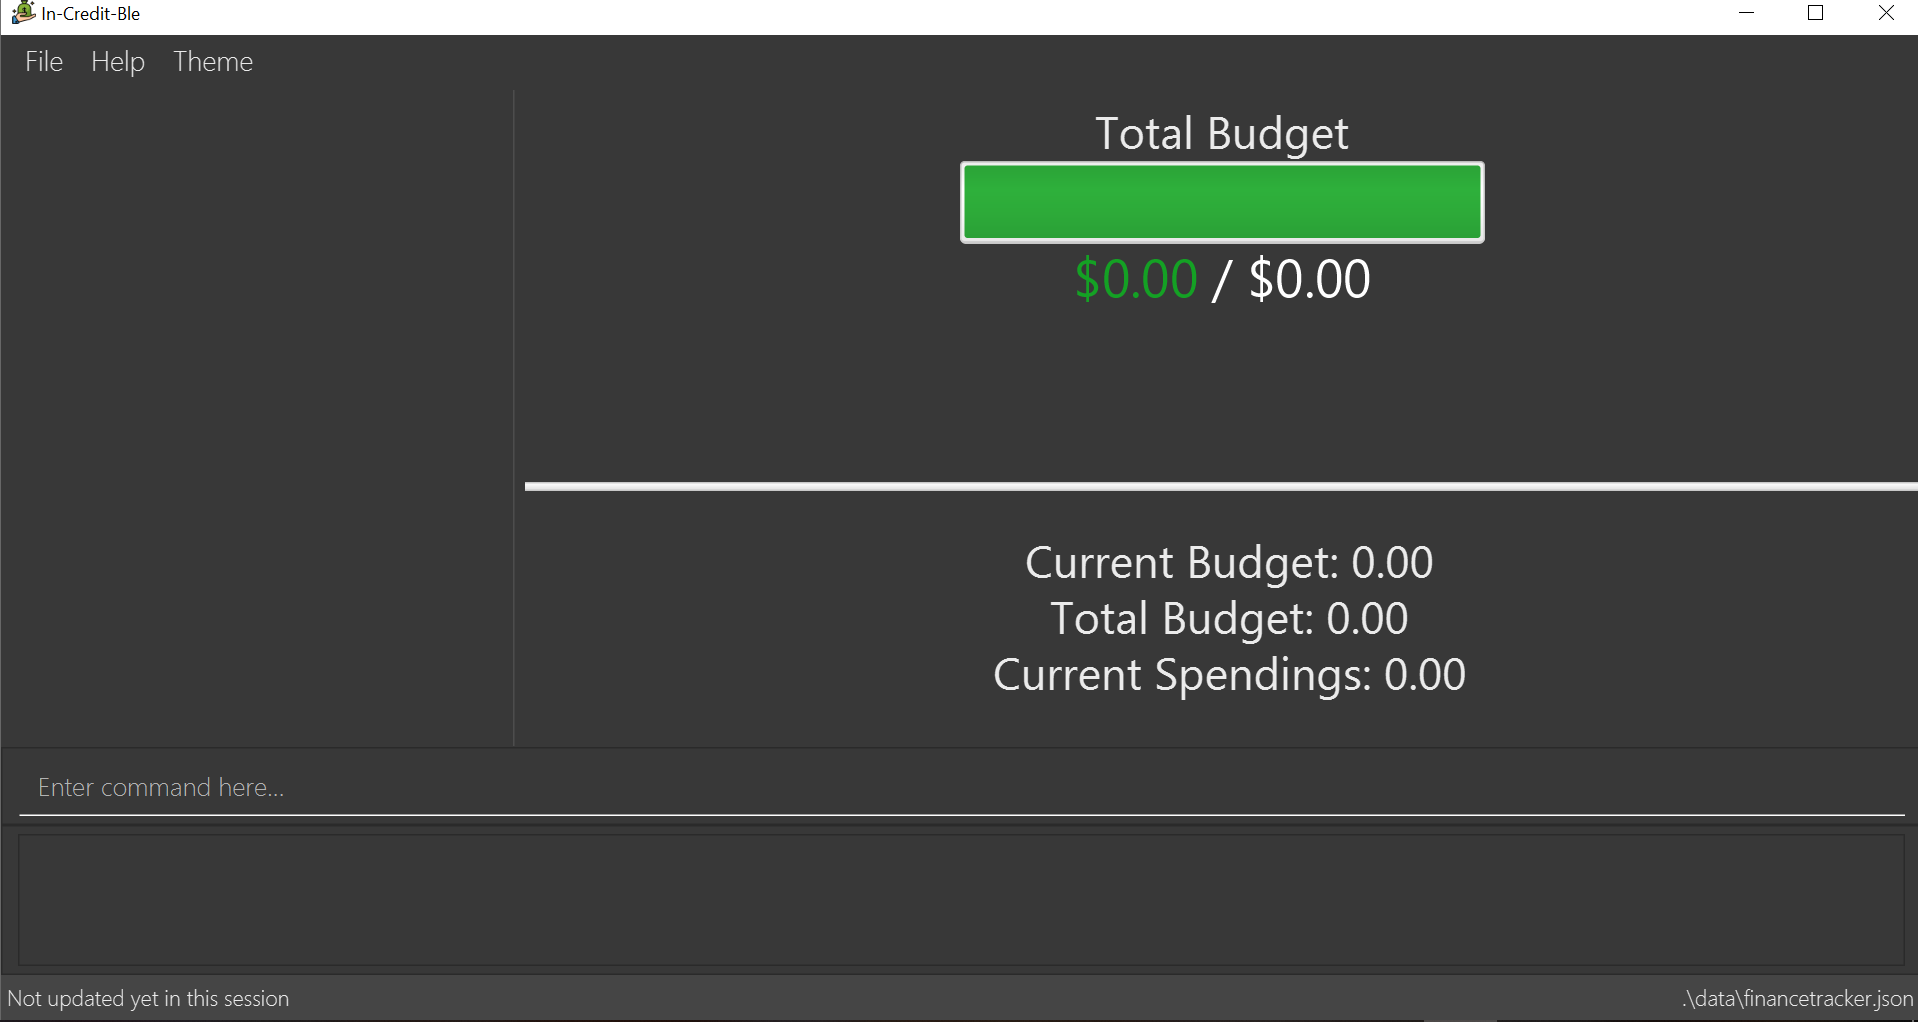 In-Credit-Ble
File Help Theme
Total Budget
$0.00 / $0.00
Current Budget: 0.00
Total Budget: 0.00
Current Spendings: 0.00
Enter command here...
Not updated yet in this session
.\data\financetracker.json